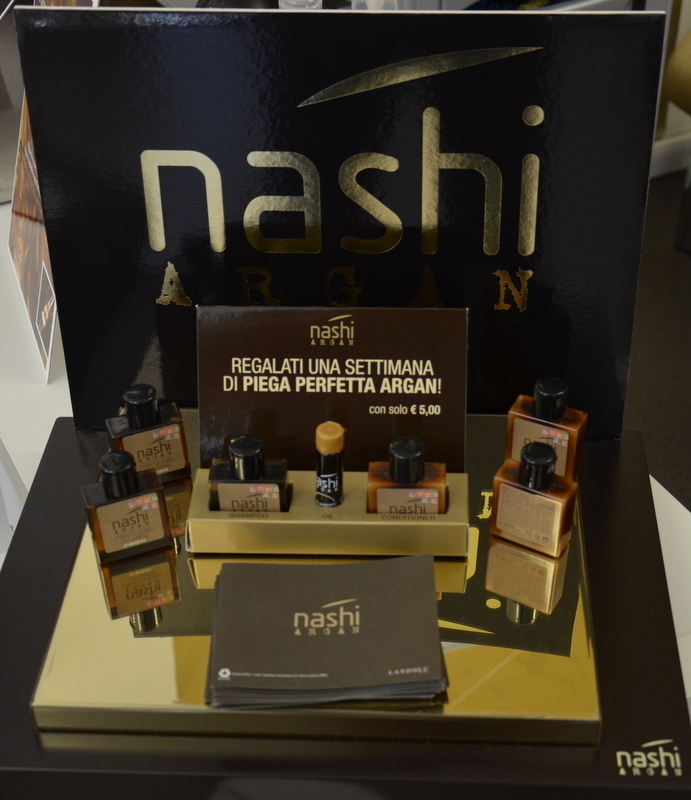 nashi
ARGAN
nashi
ARGAN
REGALATI UNA SETTIMANA
DI PIEGA PERFETTA ARGAN!
con solo € 5,00
nashi
nashi
nashi
nashi
nashi
SHAMPOO
OIL
CONDITIONER
nashi
ARGAN
LANDOLL
nashi
ARGAN